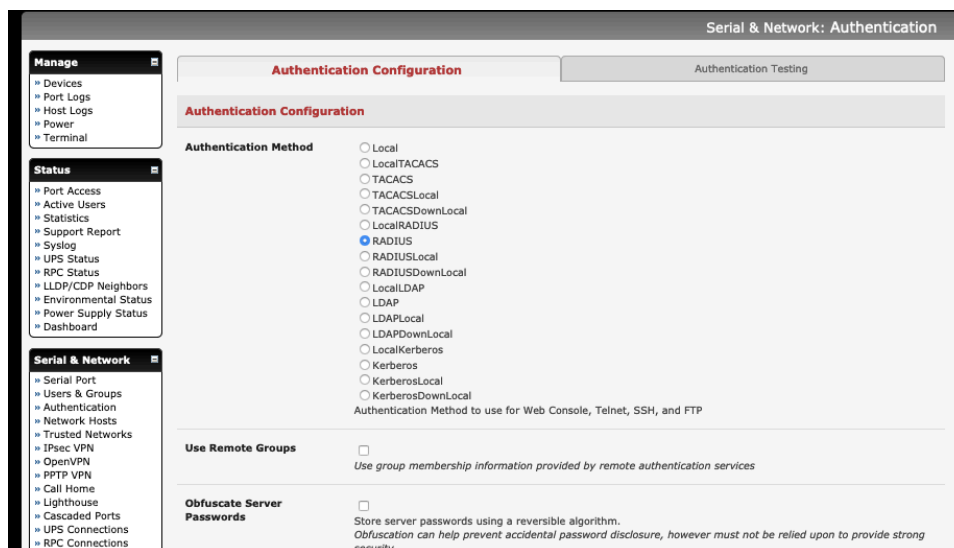 Serial & Network: Authentication
Manage
» Devices
» Port Logs
» Host Logs
» Power
» Terminal
Status
» Port Access
» Active Users
» Statistics
» Support Report
» Syslog
» UPS Status
» RPC Status
» LLDP/CDP Neighbors
» Environmental Status
» Power Supply Status
» Dashboard
Serial & Network
» Serial Port
» Users & Groups
» Authentication
» Network Hosts
» Trusted Networks
» IPsec VPN
» OpenVPN
» PPTP VPN
» Call Home
» Lighthouse
» Cascaded Ports
» UPS Connections
» RPC Connections
Authentication Configuration
Authentication Testing
Authentication Configuration
Authentication Method
Local
LocalTACACS
TACACS
TACACSLocal
TACACSDownLocal
LocalRADIUS
RADIUS
RADIUSLocal
RADIUSDownLocal
LocalLDAP
LDAP
LDAPLocal
LDAPDownLocal
LocalKerberos
Kerberos
KerberosLocal
KerberosDownLocal
Authentication Method to use for Web Console, Telnet, SSH, and FTP
Use Remote Groups
Use group membership information provided by remote authentication services
Obfuscate Server
Passwords
Store server passwords using a reversible algorithm.
Obfuscation can help prevent accidental password disclosure, however must not be relied upon to provide strong
security.